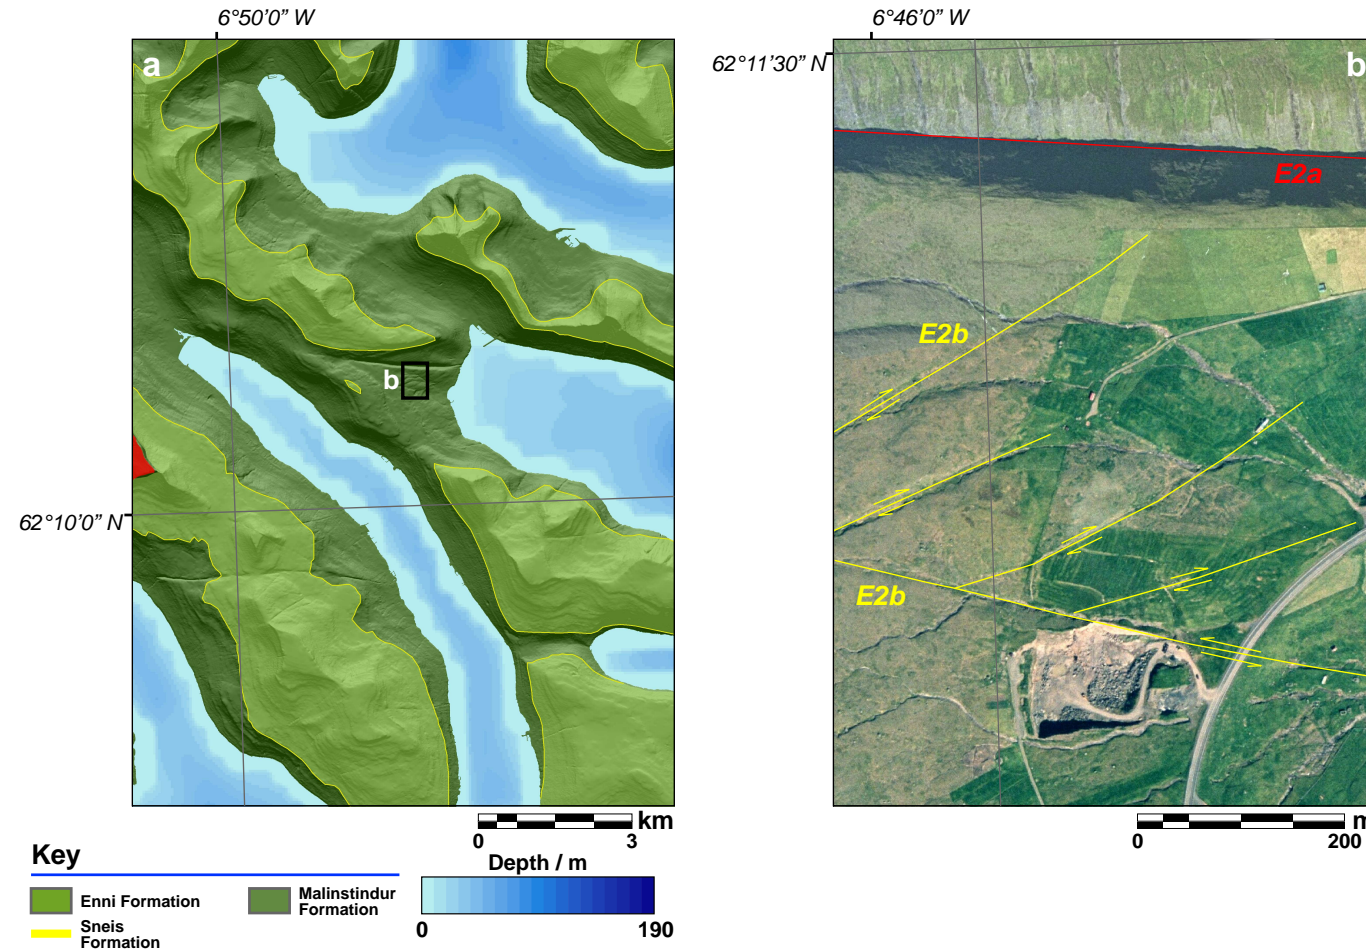 6°50'0" W
6°46'0" W
62°11'30" N
a
b
E2a
E2b
b
E2b
62°10'0" N
km
0 3
m
0 200
Key
Depth / m
Enni Formation
Malinstindur
Formation
Sneis
Formation
0 190